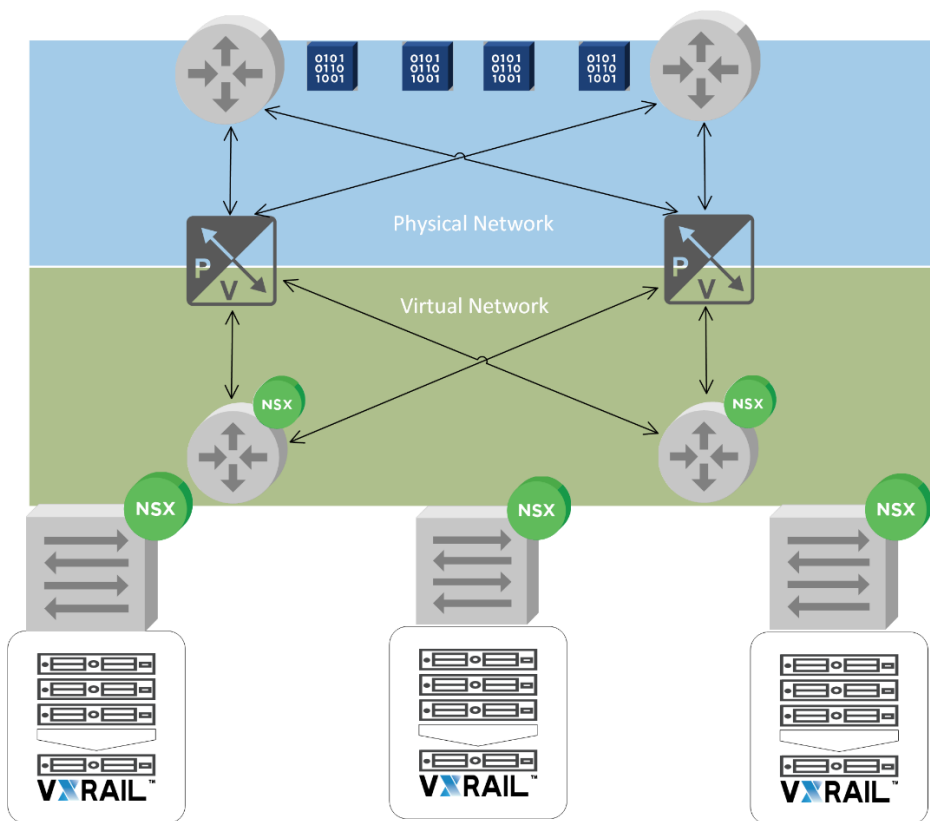 0101 0101 0101 0101
0110 0110 0110 0110
1001 1001 1001 1001
Physical Network
P
V
P
V
Virtual Network
NSX
NSX
NSX
NSX
NSX
VXRAIL™
VXRAIL™
VXRAIL™